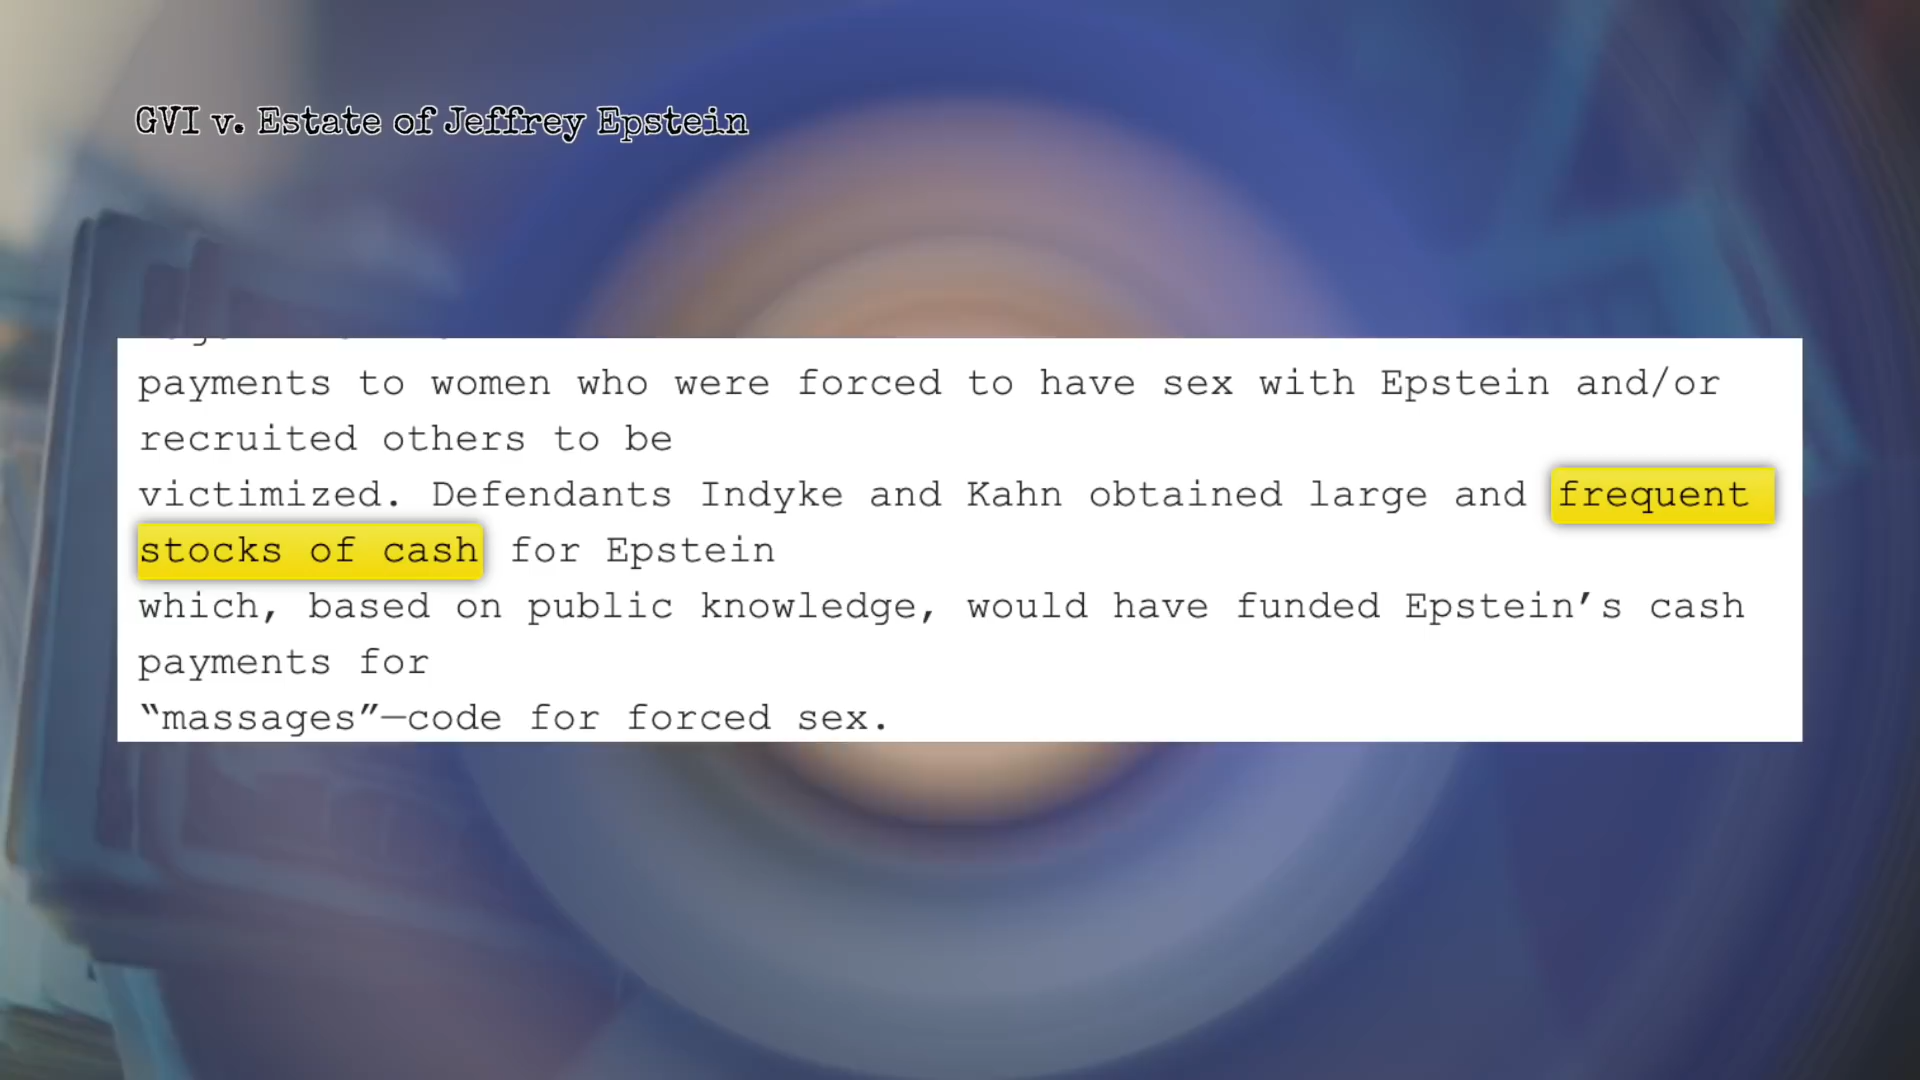 GVI v. Estate of Jeffrey Epstein
payments to women who were forced to have sex with Epstein and/or
recruited others to be
victimized. Defendants Indyke and Kahn obtained large and frequent
stocks of cash for Epstein
which, based on public knowledge, would have funded Epstein’s cash
payments for
“massages”—code for forced sex.